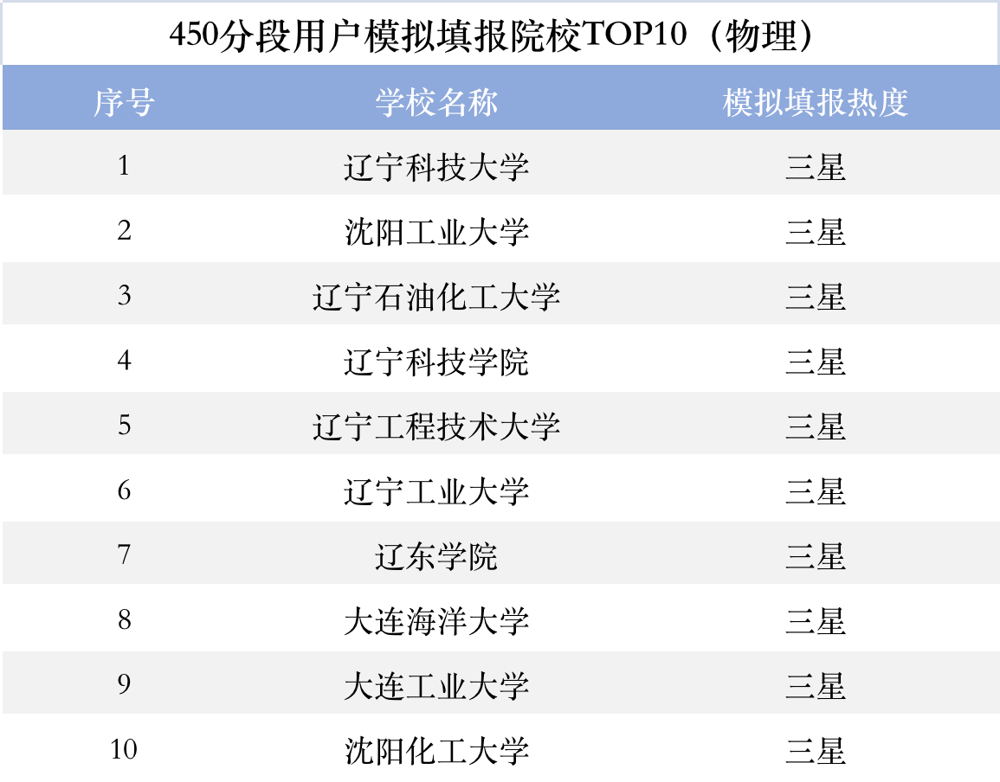 450分段用户模拟填报院校TOP10（物理）
序号 学校名称 模拟填报热度
1 辽宁科技大学 三星
2 沈阳工业大学 三星
3 辽宁石油化工大学 三星
4 辽宁科技学院 三星
5 辽宁工程技术大学 三星
6 辽宁工业大学 三星
7 辽东学院 三星
8 大连海洋大学 三星
9 大连工业大学 三星
10 沈阳化工大学 三星